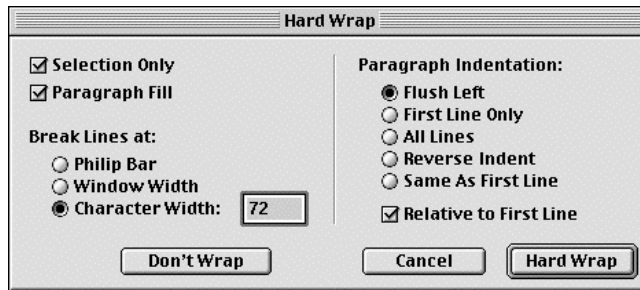 Hard Wrap
Selection Only
Paragraph Fill
Break Lines at:
Philip Bar
Window Width
Character Width: 72
Paragraph Indentation:
Flush Left
First Line Only
All Lines
Reverse Indent
Same As First Line
Relative to First Line
Don't Wrap
Cancel
Hard Wrap